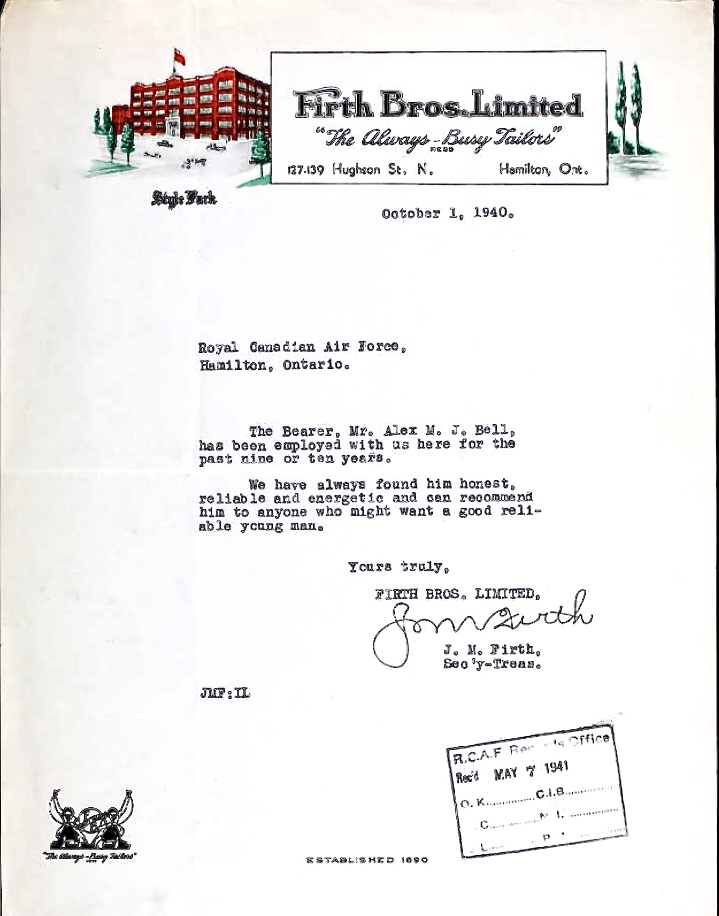 Firth Bros. Limited
"The Always-Busy Tailors"
127-139 Hughson St, N. Hamilton, Ont.
Style Park
October 1, 1940.
Royal Canadian Air Force,
Hamilton, Ontario.
The Bearer, Mr. Alex M. J. Bell,
has been employed with us here for the
past nine or ten years.
We have always found him honest,
reliable and energetic and can recommend
him to anyone who might want a good reli-
able young man.
Yours truly,
FIRTH BROS. LIMITED,
J M Firth
J. M. Firth,
Sec'y-Treas.
JMF:IL
R.C.A.F Office
Rec'd MAY 7 1941
O.K. C.I.B.
C. N.I.
L.
"The Always-Busy Tailors"
ESTABLISHED 1890